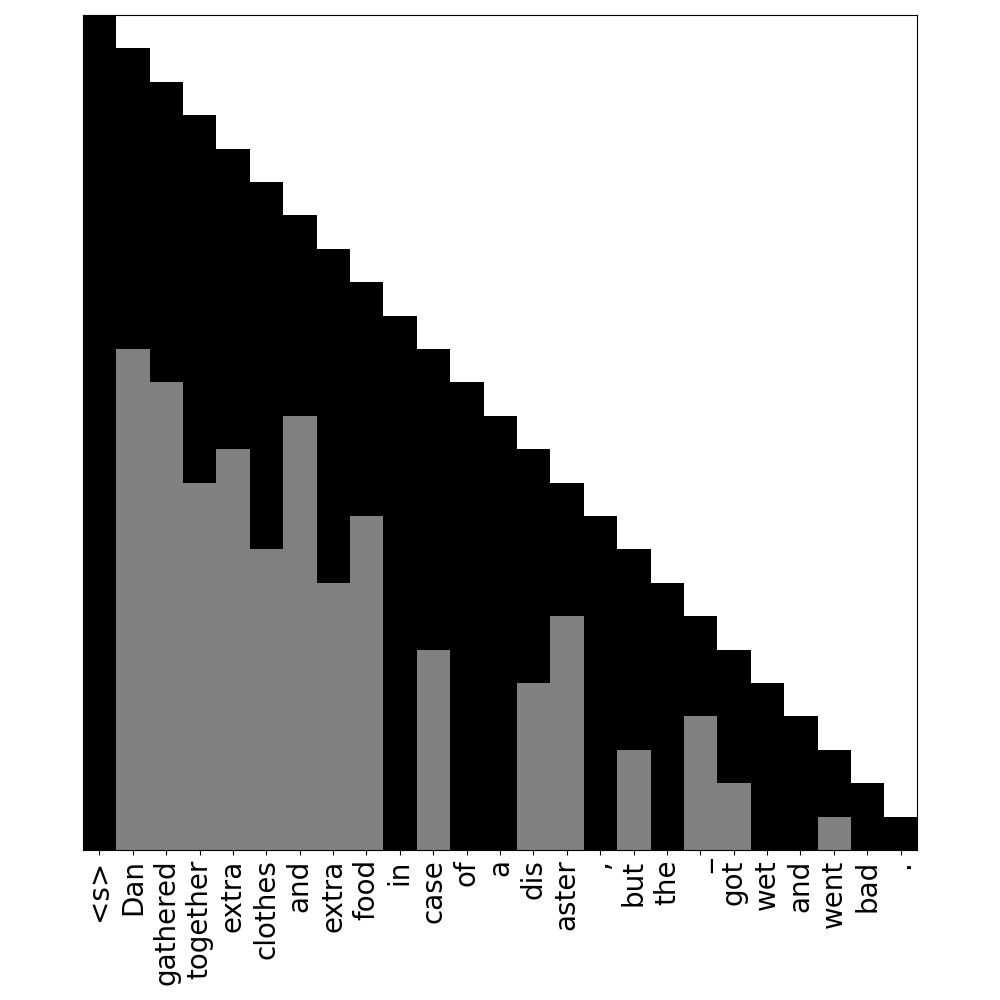 <s> Dan gathered together extra clothes and extra food in case of a dis aster , but the _ got wet and went bad .